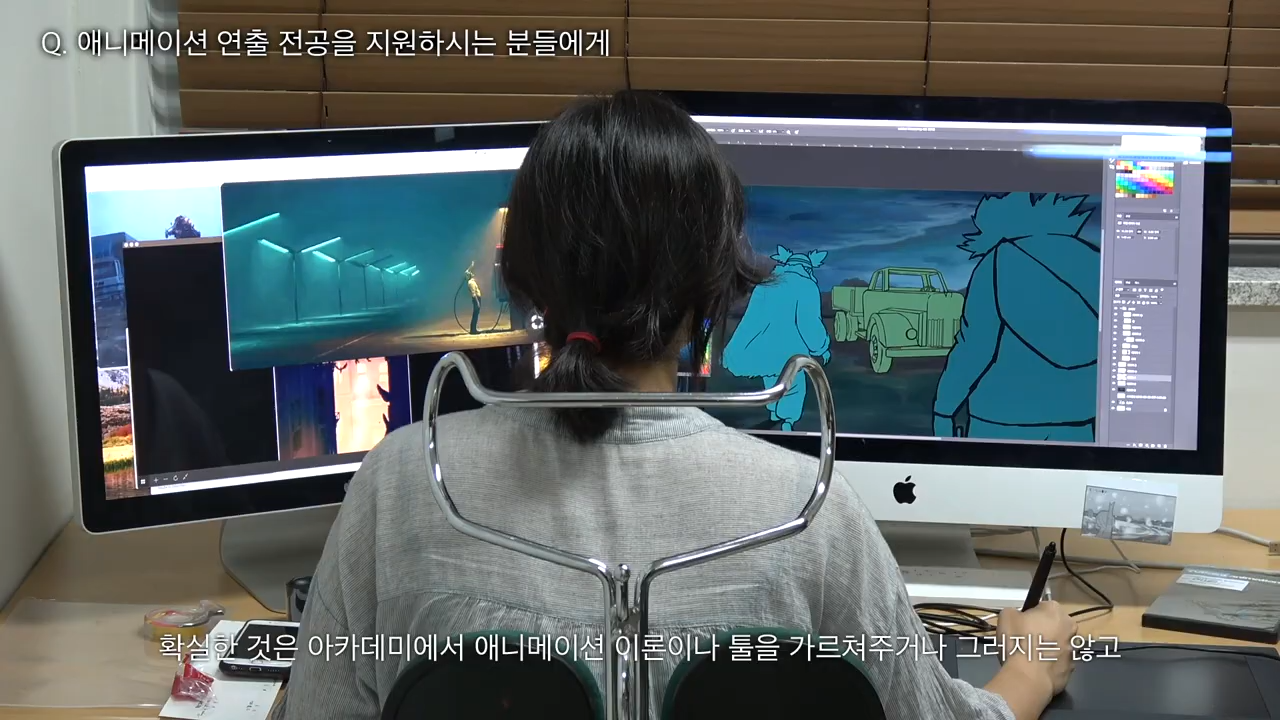 Q. 애니메이션 연출 전공을 지원하시는 분들에게
확실한 것은 아카데미에서 애니메이션 이론이나 툴을 가르쳐주거나 그러지는 않고